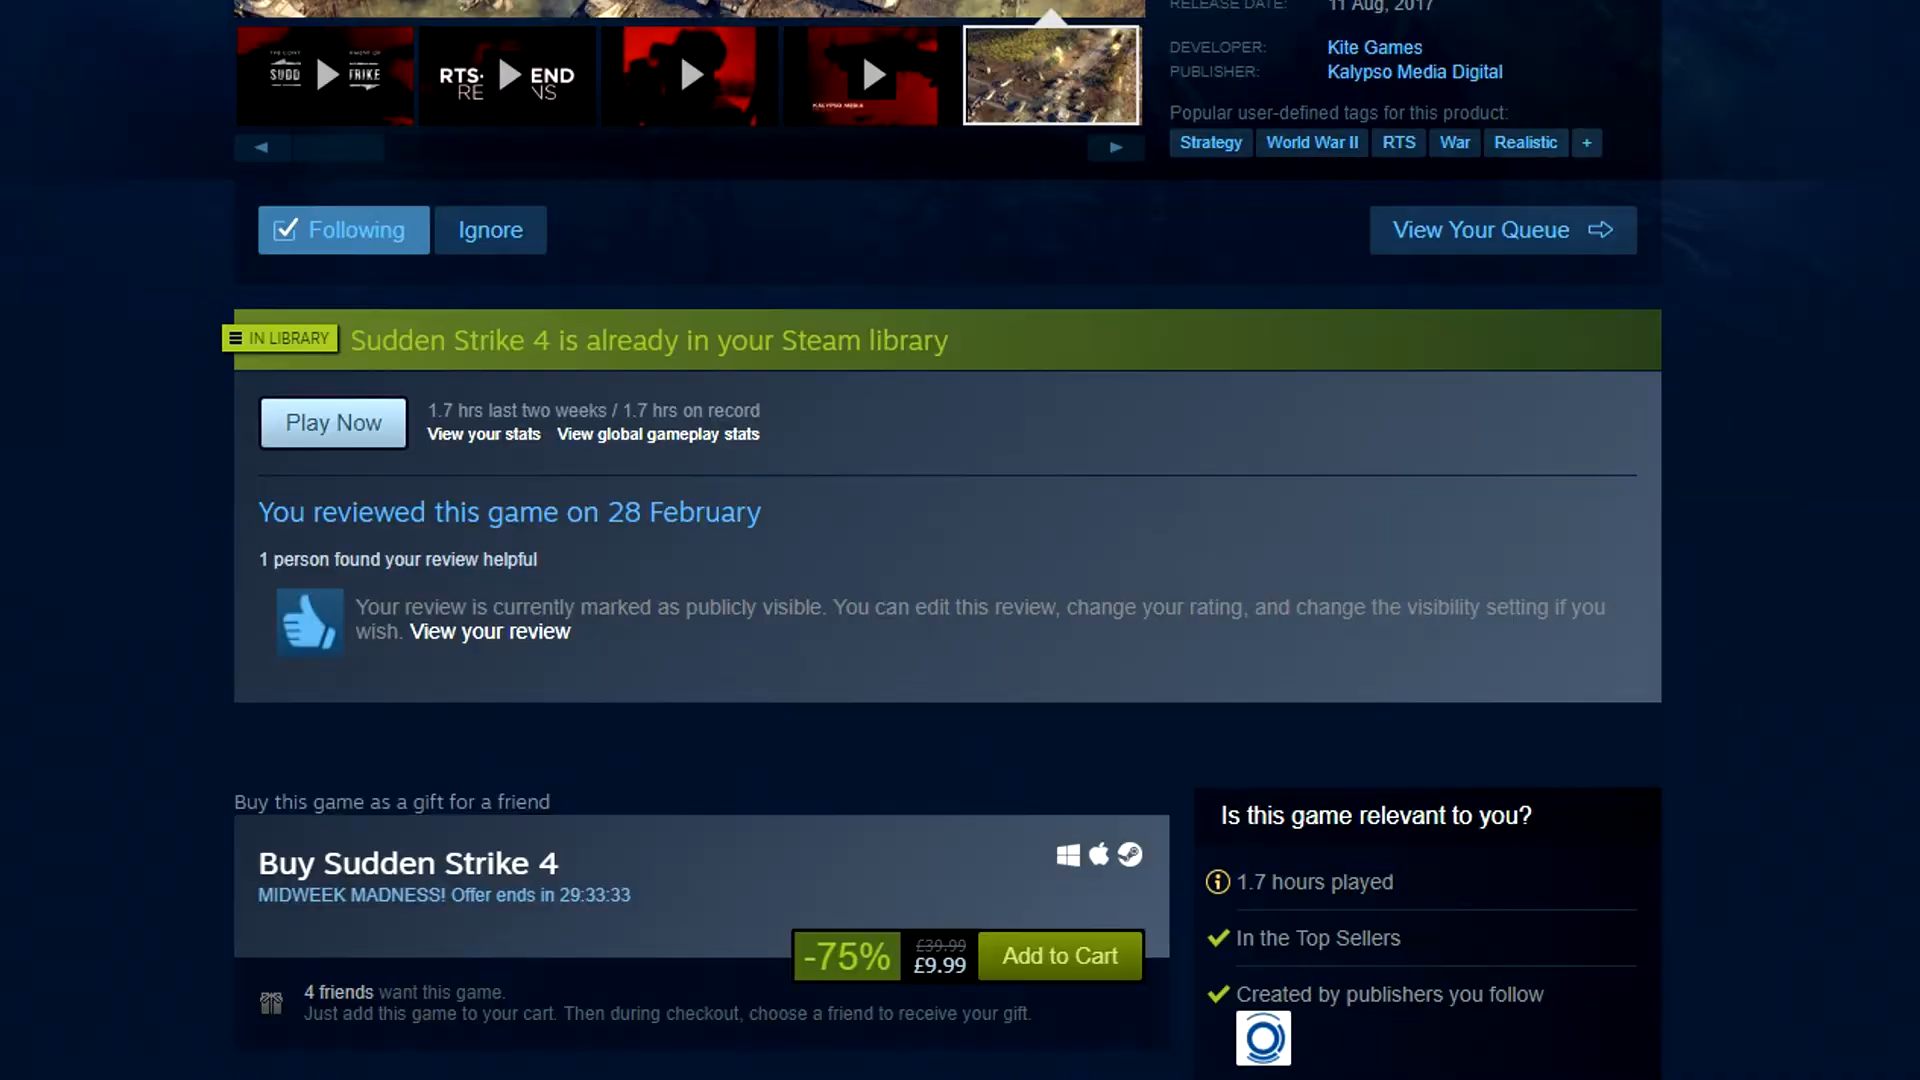 RELEASE DATE: 11 Aug, 2017
DEVELOPER: Kite Games
PUBLISHER: Kalypso Media Digital
Popular user-defined tags for this product:
Strategy World War II RTS War Realistic +
SUDD RIKE
RTS· END
RE NS
KALYPSO MEDIA
Following Ignore View Your Queue
IN LIBRARY Sudden Strike 4 is already in your Steam library
Play Now
1.7 hrs last two weeks / 1.7 hrs on record
View your stats View global gameplay stats
You reviewed this game on 28 February
1 person found your review helpful
Your review is currently marked as publicly visible. You can edit this review, change your rating, and change the visibility setting if you
wish. View your review
Buy this game as a gift for a friend
Buy Sudden Strike 4
MIDWEEK MADNESS! Offer ends in 29:33:33
-75% £39.99 £9.99 Add to Cart
4 friends want this game.
Just add this game to your cart. Then during checkout, choose a friend to receive your gift.
Is this game relevant to you?
1.7 hours played
In the Top Sellers
Created by publishers you follow